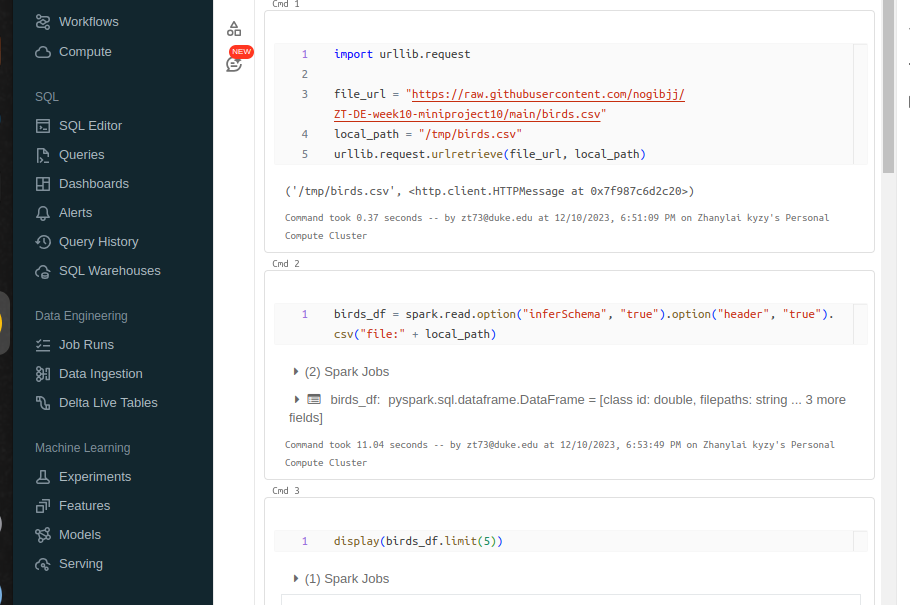 Workflows
Compute
SQL
SQL Editor
Queries
Dashboards
Alerts
Query History
SQL Warehouses
Data Engineering
Job Runs
Data Ingestion
Delta Live Tables
Machine Learning
Experiments
Features
Models
Serving
NEW
Cmd 1
1 import urllib.request
2
3 file_url = "https://raw.githubusercontent.com/nogibjj/
ZT-DE-week10-miniproject10/main/birds.csv"
4 local_path = "/tmp/birds.csv"
5 urllib.request.urlretrieve(file_url, local_path)
('/tmp/birds.csv', <http.client.HTTPMessage at 0x7f987c6d2c20>)
Command took 0.37 seconds -- by zt73@duke.edu at 12/10/2023, 6:51:09 PM on Zhanylai kyzy's Personal
Compute Cluster
Cmd 2
1 birds_df = spark.read.option("inferSchema", "true").option("header", "true").
csv("file:" + local_path)
(2) Spark Jobs
birds_df: pyspark.sql.dataframe.DataFrame = [class id: double, filepaths: string ... 3 more
fields]
Command took 11.04 seconds -- by zt73@duke.edu at 12/10/2023, 6:53:49 PM on Zhanylai kyzy's Personal
Compute Cluster
Cmd 3
1 display(birds_df.limit(5))
(1) Spark Jobs